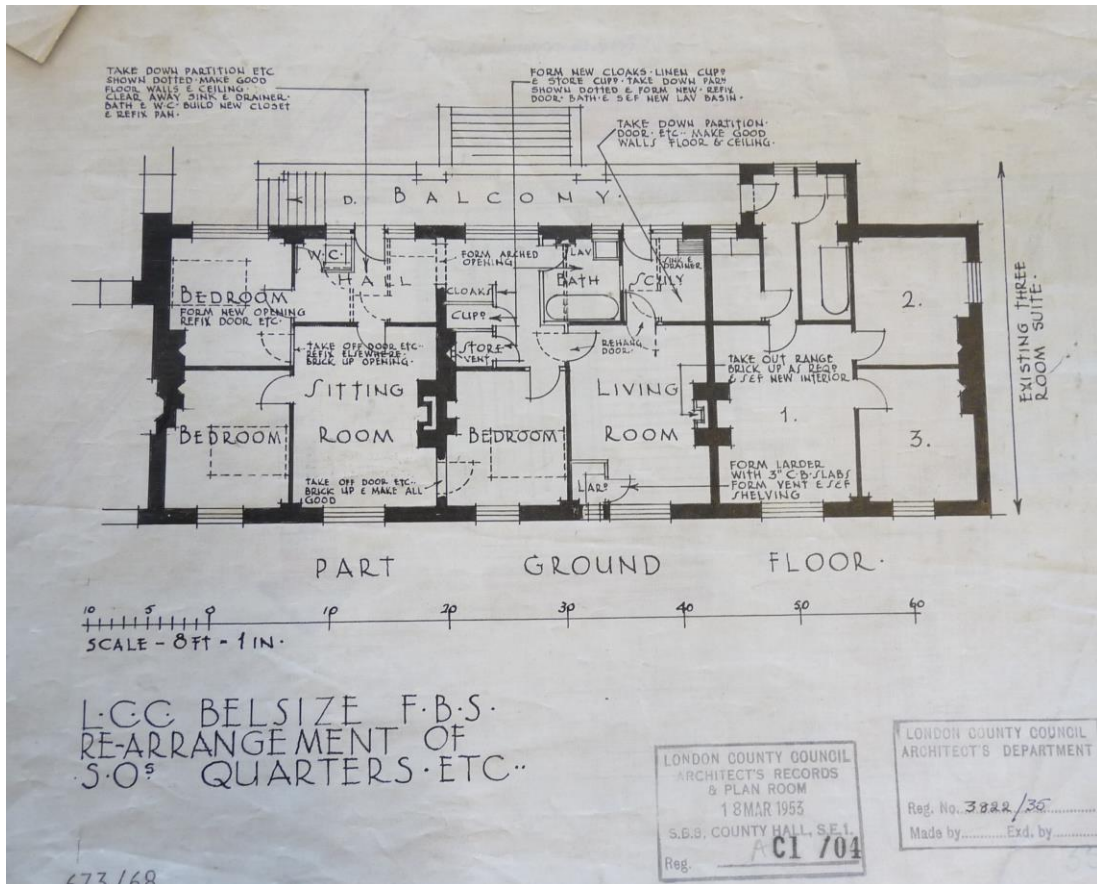 TAKE DOWN PARTITION ETC
SHOWN DOTTED·MAKE GOOD
FLOOR WALLS & CEILING·
CLEAR AWAY SINK & DRAINER·
BATH & W·C· BUILD NEW CLOSET
& REFIX PAN·
FORM NEW CLOAKS·LINEN CUPD
& STORE CUPD·TAKE DOWN PARN
SHOWN DOTTED & FORM NEW·REFIX
DOOR·BATH·& S&F NEW LAV BASIN·
TAKE DOWN PARTITION·
DOOR·ETC·· MAKE GOOD
WALLS FLOOR & CEILING·
D. BALCONY·
W·C·
HALL
FORM ARCHED
OPENING
LAV
BATH
SINK &
DRAINER
SCULY
BEDROOM
FORM NEW OPENING
REFIX DOOR ETC·
CLOAKS
CUPD
STORE
VENT
TAKE OFF DOOR ETC··
REFIX ELSEWHERE·
BRICK UP OPENING·
REHANG
DOOR·
SITTING
ROOM
BEDROOM
TAKE OFF DOOR ETC··
BRICK UP & MAKE ALL
GOOD
BEDROOM
LIVING
ROOM
LARD
TAKE OUT RANGE
BRICK UP AS REQD
& S&F NEW INTERIOR
1.
2.
3.
FORM LARDER
WITH 3" C·B·SLABS
FORM VENT & S&F
SHELVING
EXISTING THREE
ROOM SUITE·
PART GROUND FLOOR·
10 5 0 10 20 30 40 50 60
SCALE - 8 FT - 1 IN·
L·C·C BELSIZE F·B·S·
RE-ARRANGEMENT OF
·S·OS QUARTERS·ETC··
LONDON COUNTY COUNCIL
ARCHITECT'S RECORDS
& PLAN ROOM
18 MAR 1953
S.B.B. COUNTY HALL, S.E.1.
Reg. A CI /04
LONDON COUNTY COUNCIL
ARCHITECT'S DEPARTMENT
Reg. No. 3822/35
Made by.......... Exd. by..........
673/68